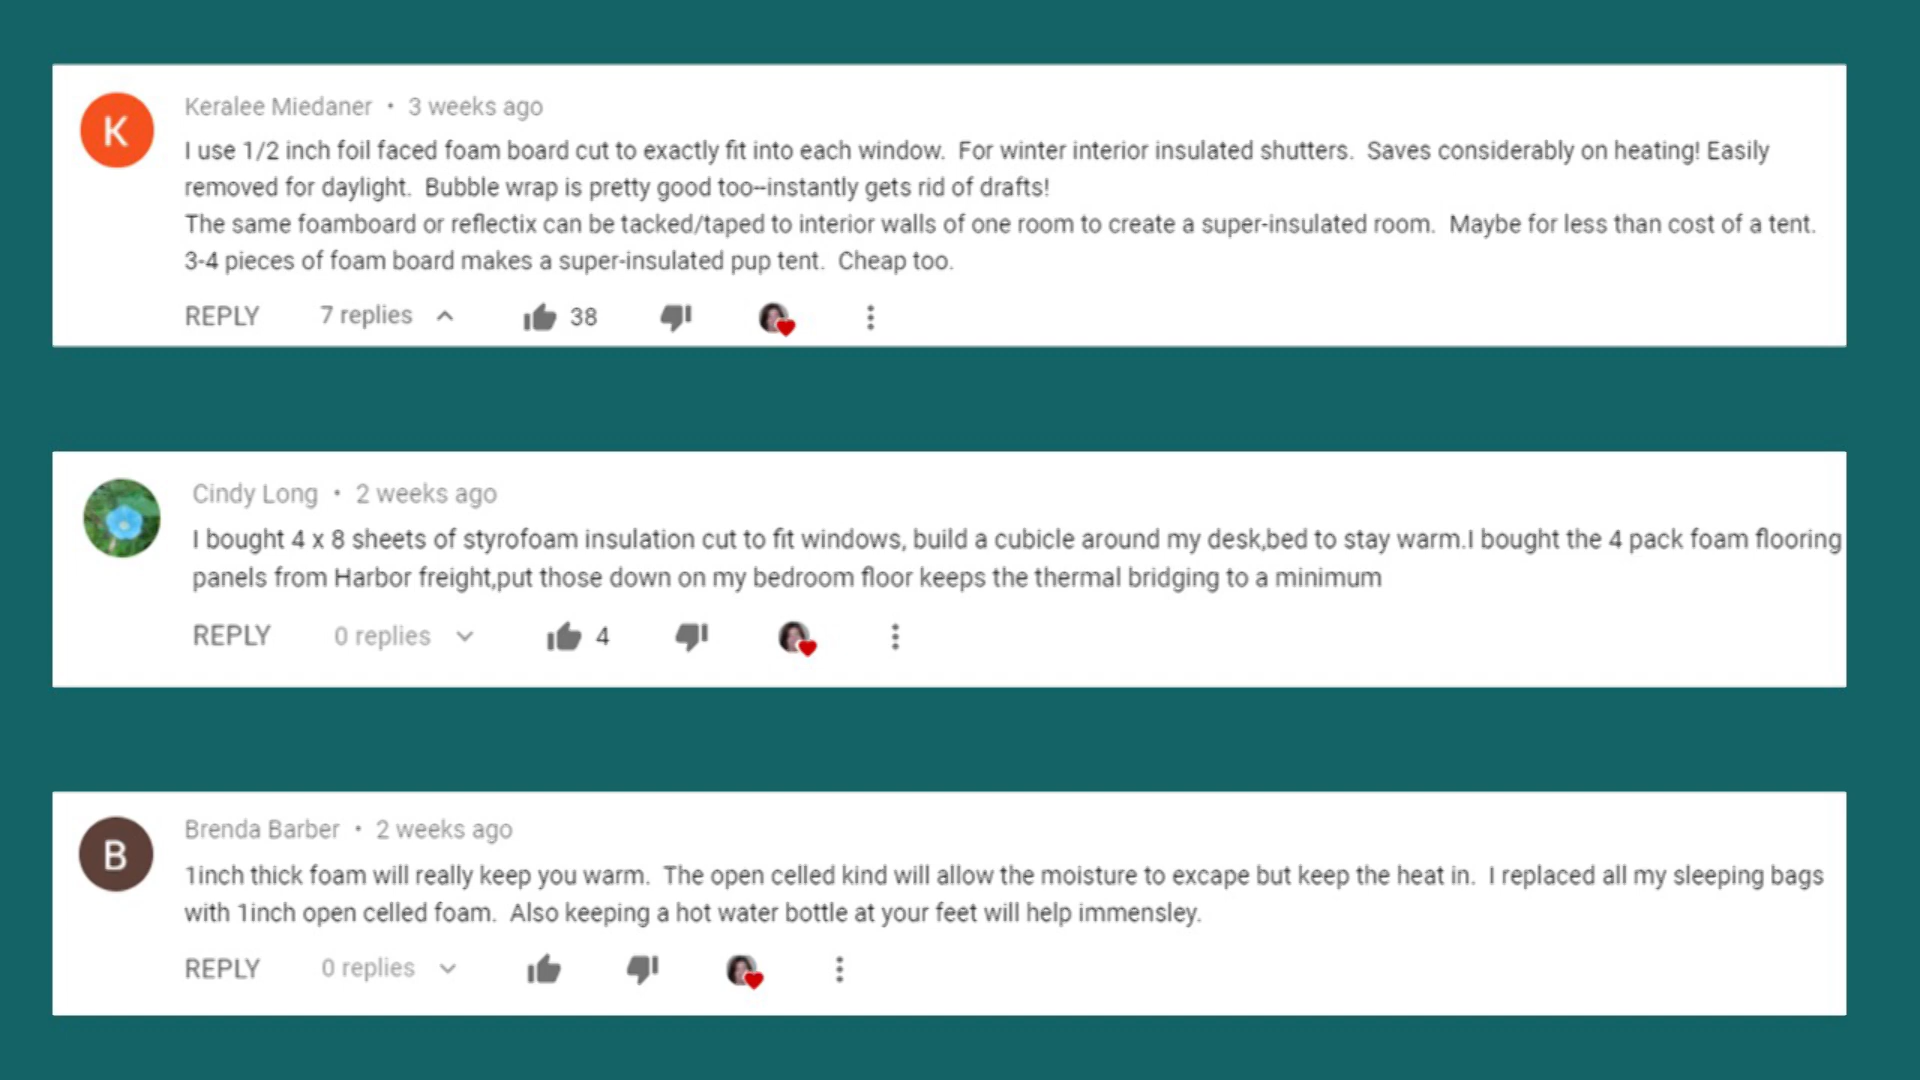 Keralee Miedaner • 3 weeks ago
K
I use 1/2 inch foil faced foam board cut to exactly fit into each window.  For winter interior insulated shutters.  Saves considerably on heating! Easily
removed for daylight.  Bubble wrap is pretty good too--instantly gets rid of drafts!
The same foamboard or reflectix can be tacked/taped to interior walls of one room to create a super-insulated room.  Maybe for less than cost of a tent.
3-4 pieces of foam board makes a super-insulated pup tent.  Cheap too.
REPLY 7 replies 38
Cindy Long • 2 weeks ago
I bought 4 x 8 sheets of styrofoam insulation cut to fit windows, build a cubicle around my desk,bed to stay warm.I bought the 4 pack foam flooring
panels from Harbor freight,put those down on my bedroom floor keeps the thermal bridging to a minimum
REPLY 0 replies 4
Brenda Barber • 2 weeks ago
B
1inch thick foam will really keep you warm.  The open celled kind will allow the moisture to excape but keep the heat in.  I replaced all my sleeping bags
with 1inch open celled foam.  Also keeping a hot water bottle at your feet will help immensley.
REPLY 0 replies